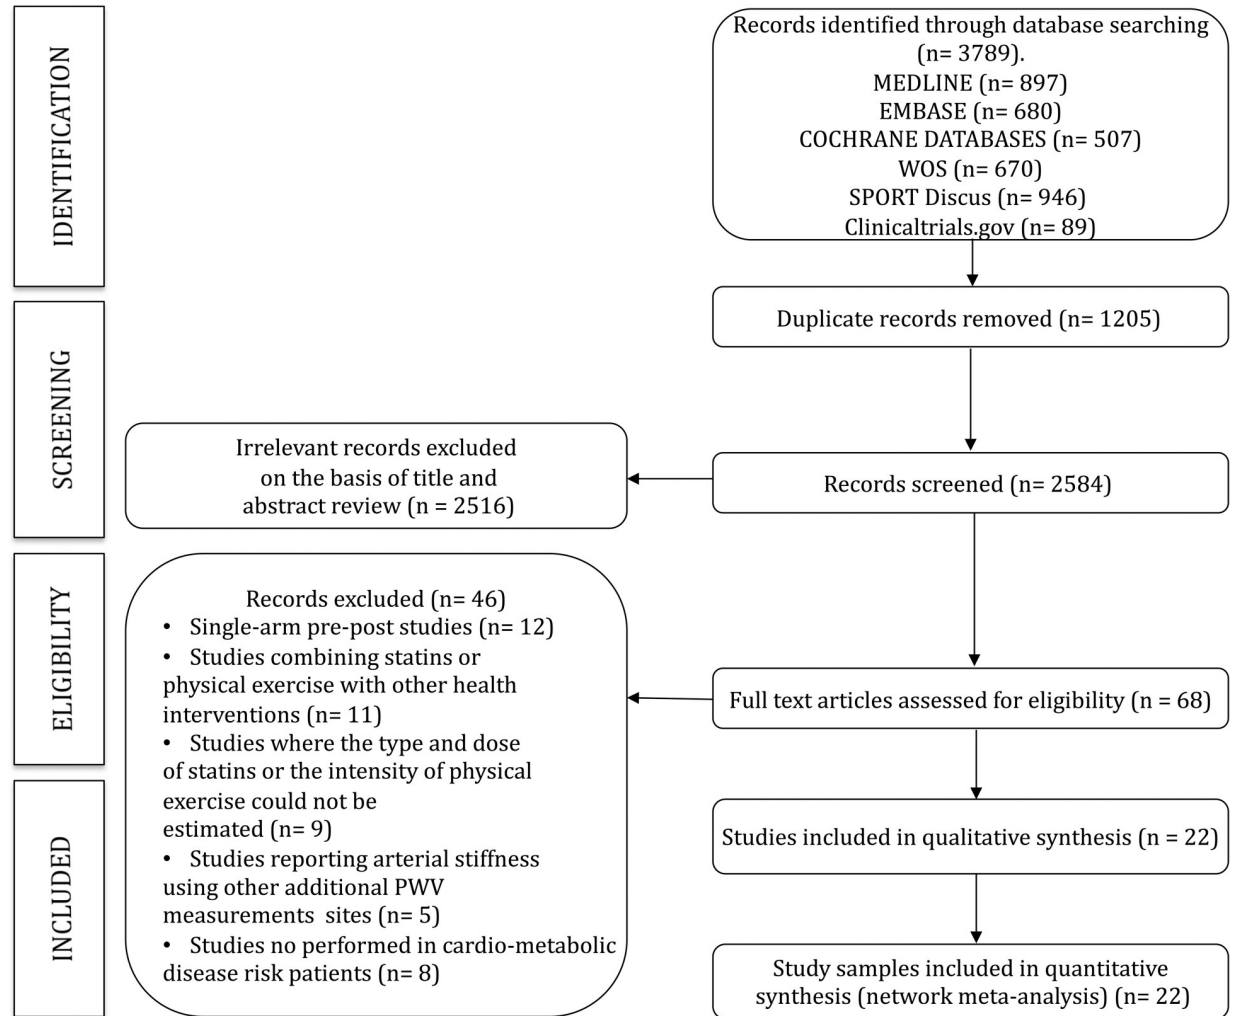 IDENTIFICATION
Records identified through database searching
(n= 3789).
MEDLINE (n= 897)
EMBASE (n= 680)
COCHRANE DATABASES (n= 507)
WOS (n= 670)
SPORT Discus (n= 946)
Clinicaltrials.gov (n= 89)
Duplicate records removed (n= 1205)
SCREENING
Irrelevant records excluded
on the basis of title and
abstract review (n = 2516)
Records screened (n= 2584)
ELIGIBILITY
Records excluded (n= 46)
• Single-arm pre-post studies (n= 12)
• Studies combining statins or
physical exercise with other health
interventions (n= 11)
• Studies where the type and dose
of statins or the intensity of physical
exercise could not be
estimated (n= 9)
• Studies reporting arterial stiffness
using other additional PWV
measurements sites (n= 5)
• Studies no performed in cardio-metabolic
disease risk patients (n= 8)
Full text articles assessed for eligibility (n = 68)
INCLUDED
Studies included in qualitative synthesis (n = 22)
Study samples included in quantitative
synthesis (network meta-analysis) (n= 22)